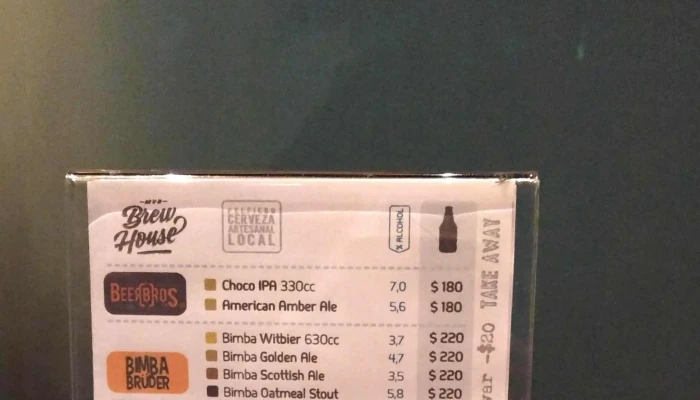 Brew
House
PREFIERO
CERVEZA
ARTESANAL
LOCAL
% ALCOHOL
TAKE AWAY
BEERBROS.
Choco IPA 330cc 7,0 $180
American Amber Ale 5,6 $180
BIMBA
BRÜDER
Bimba Witbier 630cc 3,7 $220
Bimba Golden Ale 4,7 $220
Bimba Scottish Ale 3,5 $220
Bimba Oatmeal Stout 5,8 $220
-$20